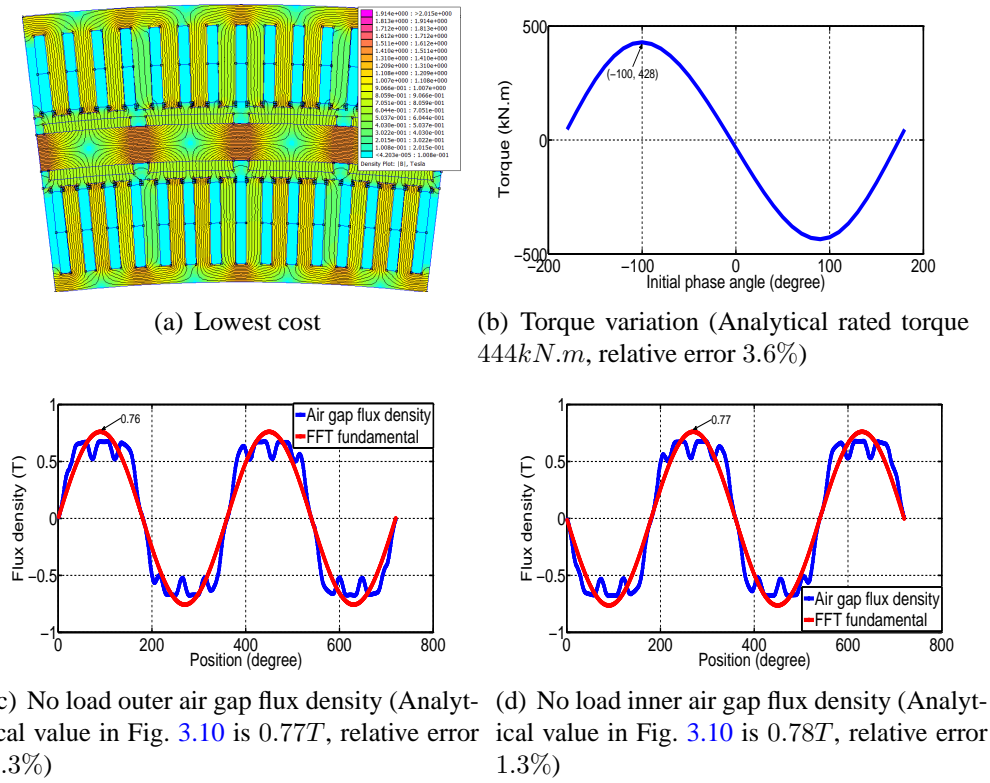 1.914e+000 : >2.015e+000
1.813e+000 : 1.914e+000
1.712e+000 : 1.813e+000
1.612e+000 : 1.712e+000
1.511e+000 : 1.612e+000
1.410e+000 : 1.511e+000
1.310e+000 : 1.410e+000
1.209e+000 : 1.310e+000
1.108e+000 : 1.209e+000
1.007e+000 : 1.108e+000
9.066e-001 : 1.007e+000
8.059e-001 : 9.066e-001
7.051e-001 : 8.059e-001
6.044e-001 : 7.051e-001
5.037e-001 : 6.044e-001
4.030e-001 : 5.037e-001
3.022e-001 : 4.030e-001
2.015e-001 : 3.022e-001
1.008e-001 : 2.015e-001
<4.203e-005 : 1.008e-001
Density Plot: |B|, Tesla
(a) Lowest cost
500
0
−500
Torque (kN.m)
(−100, 428)
−200 −100 0 100 200
Initial phase angle (degree)
(b) Torque variation (Analytical rated torque
444kN.m, relative error 3.6%)
1
0.5
0
−0.5
−1
Flux density (T)
0.76
Air gap flux density
FFT fundamental
0 200 400 600 800
Position (degree)
c) No load outer air gap flux density (Analyt-
cal value in Fig. 3.10 is 0.77T, relative error
.3%)
1
0.5
0
−0.5
−1
Flux density (T)
0.77
Air gap flux density
FFT fundamental
0 200 400 600 800
Position (degree)
(d) No load inner air gap flux density (Analyt-
ical value in Fig. 3.10 is 0.78T, relative error
1.3%)